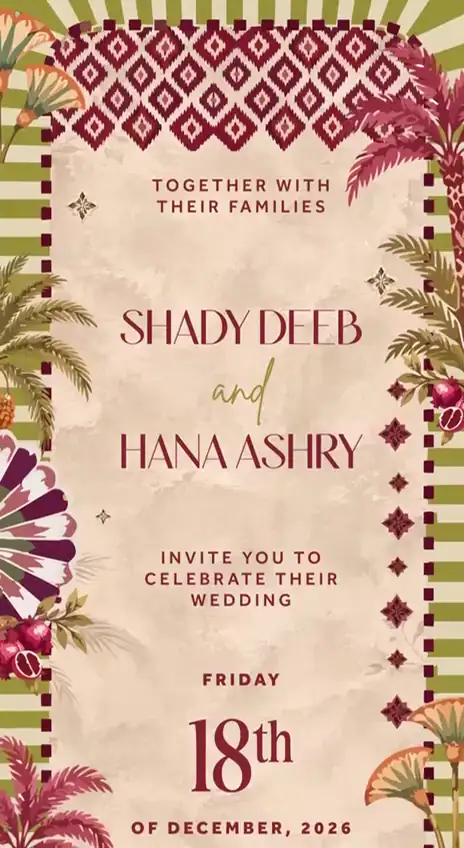 TOGETHER WITH
THEIR FAMILIES
SHADY DEEB
and
HANA ASHRY
INVITE YOU TO
CELEBRATE THEIR
WEDDING
FRIDAY
18th
OF DECEMBER, 2026